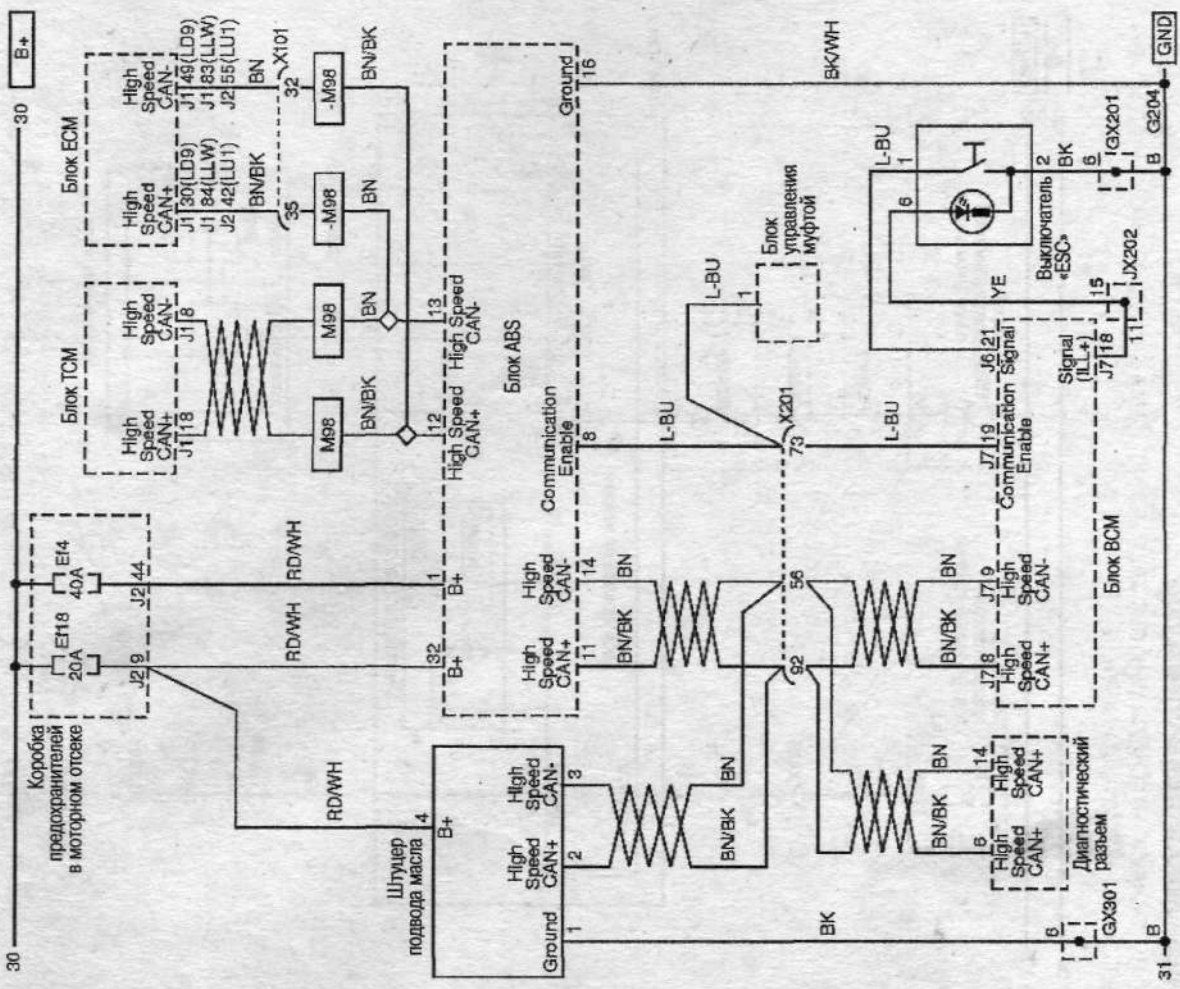 30
30
B+
Коробка
предохранителей
в моторном отсеке
Ef18
20A
Ef4
40A
J2 9
J2 44
RD/WH
RD/WH
RD/WH
Блок TCM
High
Speed
CAN+
High
Speed
CAN-
J1 18
J1 8
M98
M98
BN/BK
BN
Блок ECM
High
Speed
CAN+
High
Speed
CAN-
J1 30(LD9)
J1 84(LLW)
J2 42(LU1)
J1 49(LD9)
J1 83(LLW)
J2 55(LU1)
BN/BK
BN
X101
35
32
-M98
-M98
BN
BN/BK
Штуцер
подвода масла
4
B+
Ground
High
Speed
CAN+
High
Speed
CAN-
1
2
3
32
B+
1
B+
12
High Speed
CAN+
13
High Speed
CAN-
Блок ABS
High
Speed
CAN+
High
Speed
CAN-
Communication
Enable
Ground
11
14
8
16
BN/BK
BN
L-BU
L-BU
BK/WH
BN/BK
BN
1
Блок
управления
муфтой
92
56
73
X201
BN/BK
BN
BN/BK
BN
L-BU
L-BU
YE
6
1
2
BK
Выключатель
«ESC»
6
14
High
Speed
CAN+
High
Speed
CAN+
Диагностический
разъем
J7 8
J7 9
J7 19
J6 21
High
Speed
CAN+
High
Speed
CAN-
Communication
Enable
Signal
Signal
(ILL+)
J7 18
Блок BCM
15
11
JX202
6
GX201
B
G204
BK
6
GX301
B
31
GND